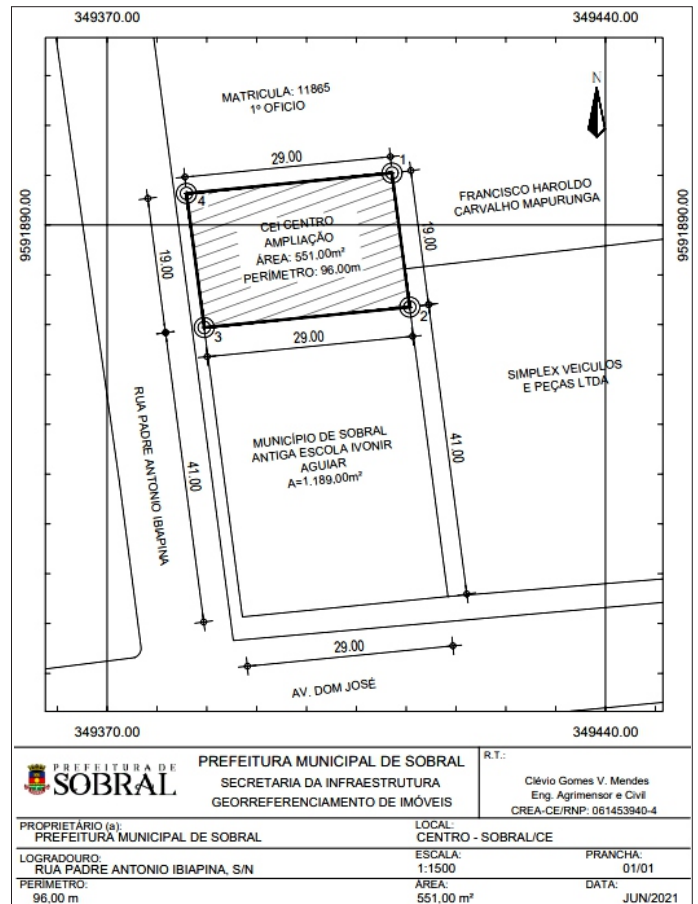 349370.00
349440.00
MATRICULA: 11865
1º OFICIO
N
29.00
1
4
9591890.00
9591890.00
FRANCISCO HAROLDO
CARVALHO MAPURUNGA
CEI CENTRO
AMPLIAÇÃO
ÁREA: 551.00m²
PERÍMETRO: 96.00m
19.00
19.00
2
3
29.00
SIMPLEX VEICULOS
E PEÇAS LTDA
RUA PADRE ANTONIO IBIAPINA
MUNICÍPIO DE SOBRAL
ANTIGA ESCOLA IVONIR
AGUIAR
A=1.189.00m²
41.00
41.00
29.00
AV. DOM JOSÉ
349370.00
349440.00
PREFEITURA DE
SOBRAL
PREFEITURA MUNICIPAL DE SOBRAL
SECRETARIA DA INFRAESTRUTURA
GEORREFERENCIAMENTO DE IMÓVEIS
R.T.:
Clévio Gomes V. Mendes
Eng. Agrimensor e Civil
CREA-CE/RNP: 061453940-4
PROPRIETÁRIO (a):
PREFEITURA MUNICIPAL DE SOBRAL
LOCAL:
CENTRO - SOBRAL/CE
LOGRADOURO:
RUA PADRE ANTONIO IBIAPINA, S/N
ESCALA:
1:1500
PRANCHA:
01/01
PERÍMETRO:
96,00 m
ÁREA:
551,00 m²
DATA:
JUN/2021